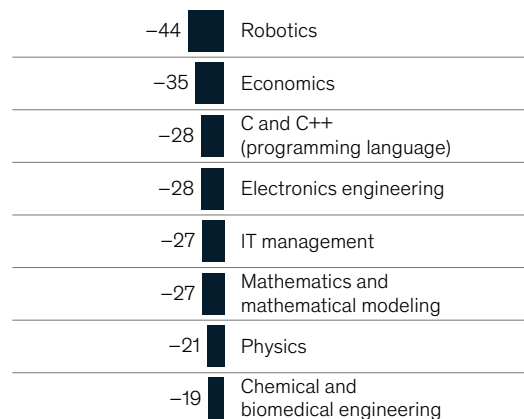 –44 Robotics
–35 Economics
–28 C and C++
(programming language)
–28 Electronics engineering
–27 IT management
–27 Mathematics and
mathematical modeling
–21 Physics
–19 Chemical and
biomedical engineering